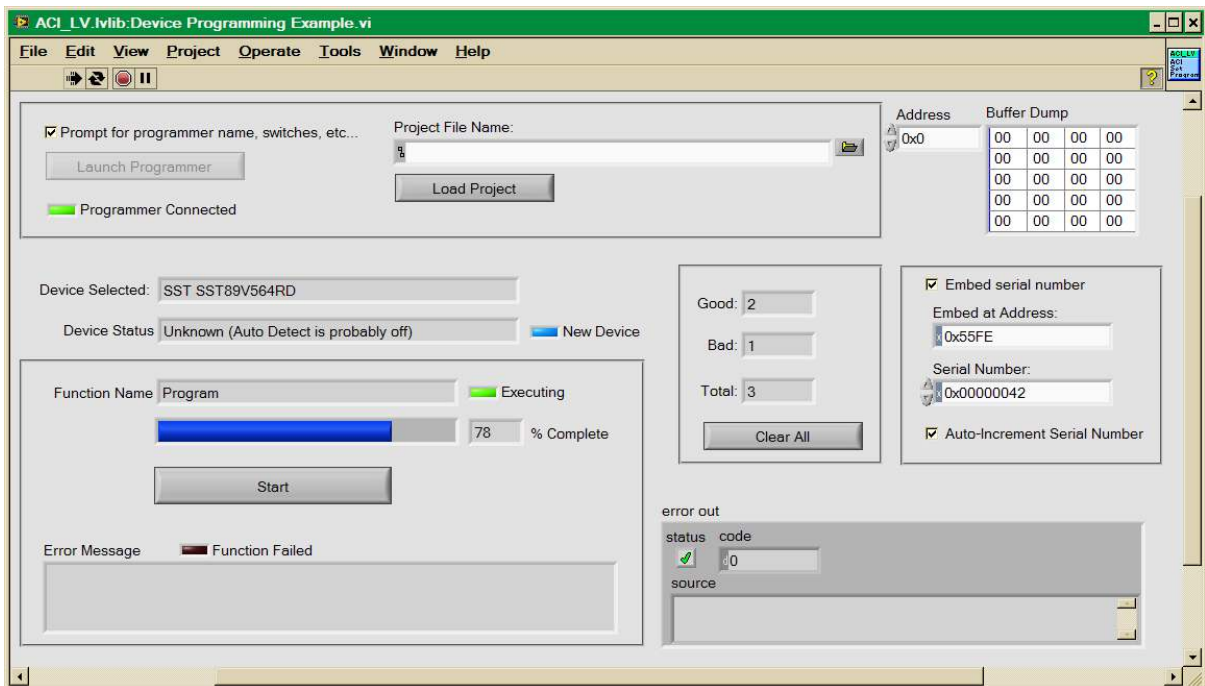 ACI_LV.lvlib:Device Programming Example.vi
File Edit View Project Operate Tools Window Help
ACI_LV
ACI
Set
Program
Prompt for programmer name, switches, etc...
Launch Programmer
Programmer Connected
Project File Name:
Load Project
Address
0x0
Buffer Dump
00 00 00 00
00 00 00 00
00 00 00 00
00 00 00 00
00 00 00 00
Device Selected: SST SST89V564RD
Device Status Unknown (Auto Detect is probably off) New Device
Function Name Program Executing
78 % Complete
Start
Error Message Function Failed
Good: 2
Bad: 1
Total: 3
Clear All
Embed serial number
Embed at Address:
x 0x55FE
Serial Number:
x 0x00000042
Auto-Increment Serial Number
error out
status code
d 0
source